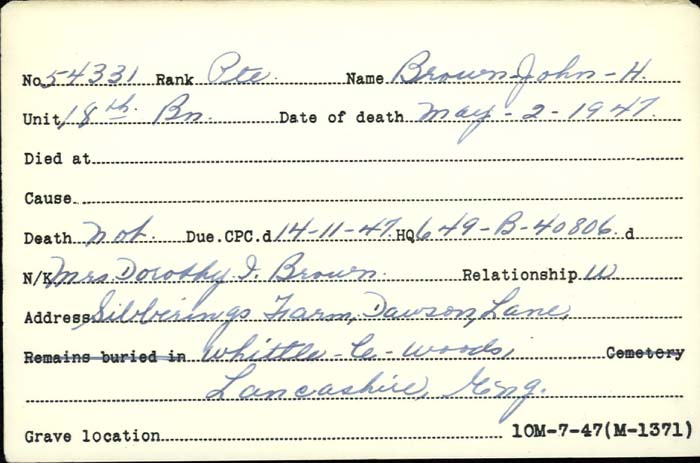 No 54331 Rank Pte. Name Brown-John-H.
Unit 18th Bn. Date of death May-2-1947.
Died at
Cause
Death Not. Due. CPC.d 14-11-47. HQ 649-B-40806. d
N/K Mrs Dorothy I. Brown. Relationship W
Address Sibberings Farm, Dawson, Lane,
Remains buried in Whittle-le-Woods, Cemetery
Lancashire, Eng.
Grave location 10M-7-47(M-1371)